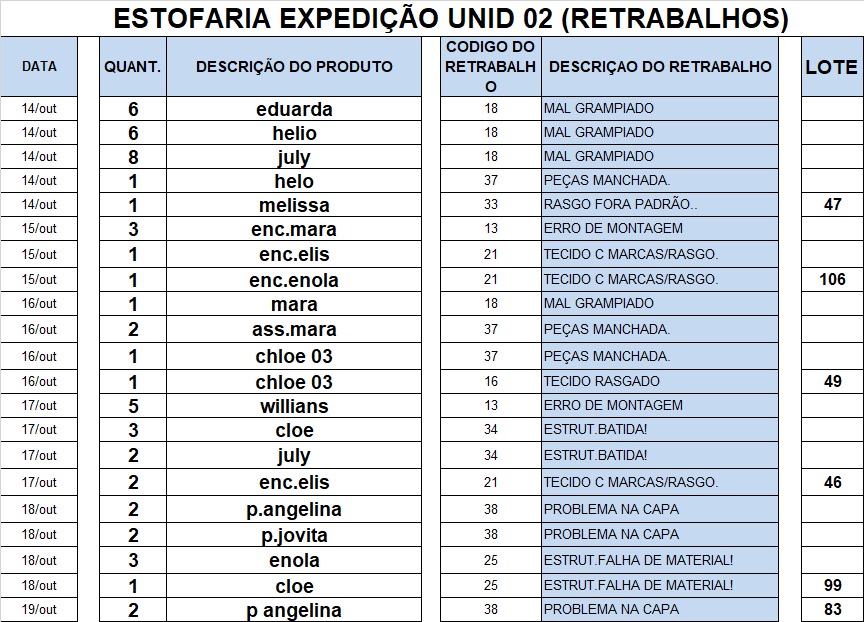 ESTOFARIA EXPEDIÇÃO UNID 02 (RETRABALHOS)
DATA QUANT. DESCRIÇÃO DO PRODUTO CODIGO DO RETRABALHO DESCRIÇAO DO RETRABALHO LOTE
14/out 6 eduarda 18 MAL GRAMPIADO
14/out 6 helio 18 MAL GRAMPIADO
14/out 8 july 18 MAL GRAMPIADO
14/out 1 helo 37 PEÇAS MANCHADA.
14/out 1 melissa 33 RASGO FORA PADRÃO.. 47
15/out 3 enc.mara 13 ERRO DE MONTAGEM
15/out 1 enc.elis 21 TECIDO C MARCAS/RASGO.
15/out 1 enc.enola 21 TECIDO C MARCAS/RASGO. 106
16/out 1 mara 18 MAL GRAMPIADO
16/out 2 ass.mara 37 PEÇAS MANCHADA.
16/out 1 chloe 03 37 PEÇAS MANCHADA.
16/out 1 chloe 03 16 TECIDO RASGADO 49
17/out 5 willians 13 ERRO DE MONTAGEM
17/out 3 cloe 34 ESTRUT.BATIDA!
17/out 2 july 34 ESTRUT.BATIDA!
17/out 2 enc.elis 21 TECIDO C MARCAS/RASGO. 46
18/out 2 p.angelina 38 PROBLEMA NA CAPA
18/out 2 p.jovita 38 PROBLEMA NA CAPA
18/out 3 enola 25 ESTRUT.FALHA DE MATERIAL!
18/out 1 cloe 25 ESTRUT.FALHA DE MATERIAL! 99
19/out 2 p angelina 38 PROBLEMA NA CAPA 83